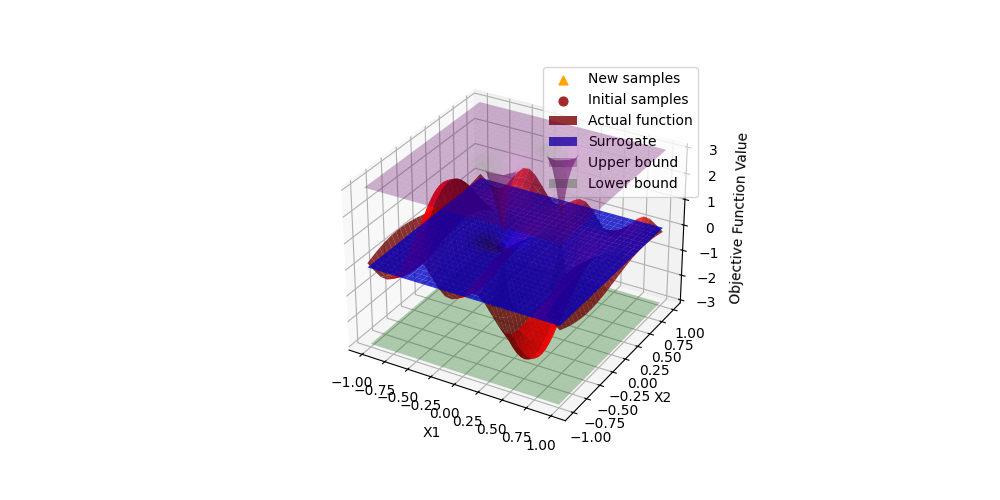 New samples
Initial samples
Actual function
Surrogate
Upper bound
Lower bound
3
2
1
0
−1
−2
−3
Objective Function Value
1.00
0.75
0.50
0.25
0.00
−0.25
−0.50
−0.75
−1.00
X2
−1.00
−0.75
−0.50
−0.25
0.00
0.25
0.50
0.75
1.00
X1